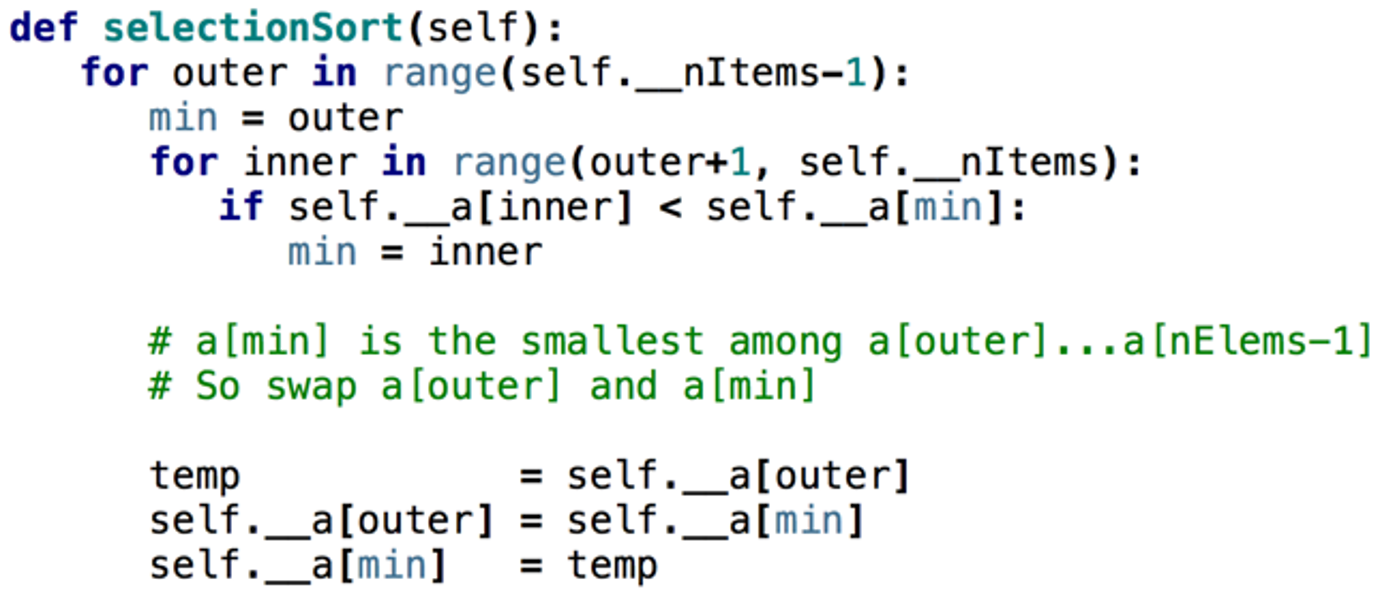 def selectionSort(self):
   for outer in range(self.__nItems-1):
      min = outer
      for inner in range(outer+1, self.__nItems):
         if self.__a[inner] < self.__a[min]:
            min = inner

      # a[min] is the smallest among a[outer]...a[nElems-1]
      # So swap a[outer] and a[min]

      temp            = self.__a[outer]
      self.__a[outer] = self.__a[min]
      self.__a[min]   = temp